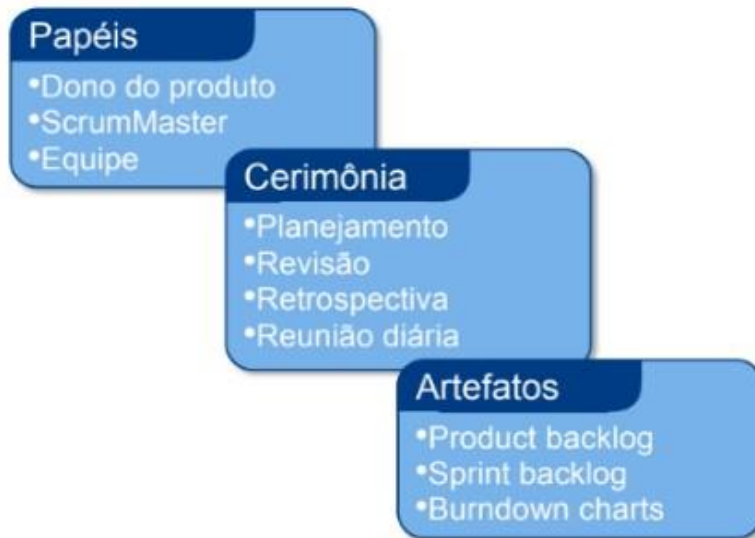 Papéis
•Dono do produto
•ScrumMaster
•Equipe
Cerimônia
•Planejamento
•Revisão
•Retrospectiva
•Reunião diária
Artefatos
•Product backlog
•Sprint backlog
•Burndown charts